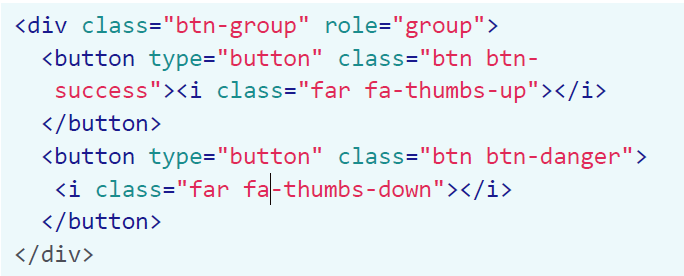 <div class="btn-group" role="group">
  <button type="button" class="btn btn-
   success"><i class="far fa-thumbs-up"></i>
  </button>
  <button type="button" class="btn btn-danger">
   <i class="far fa-thumbs-down"></i>
  </button>
</div>